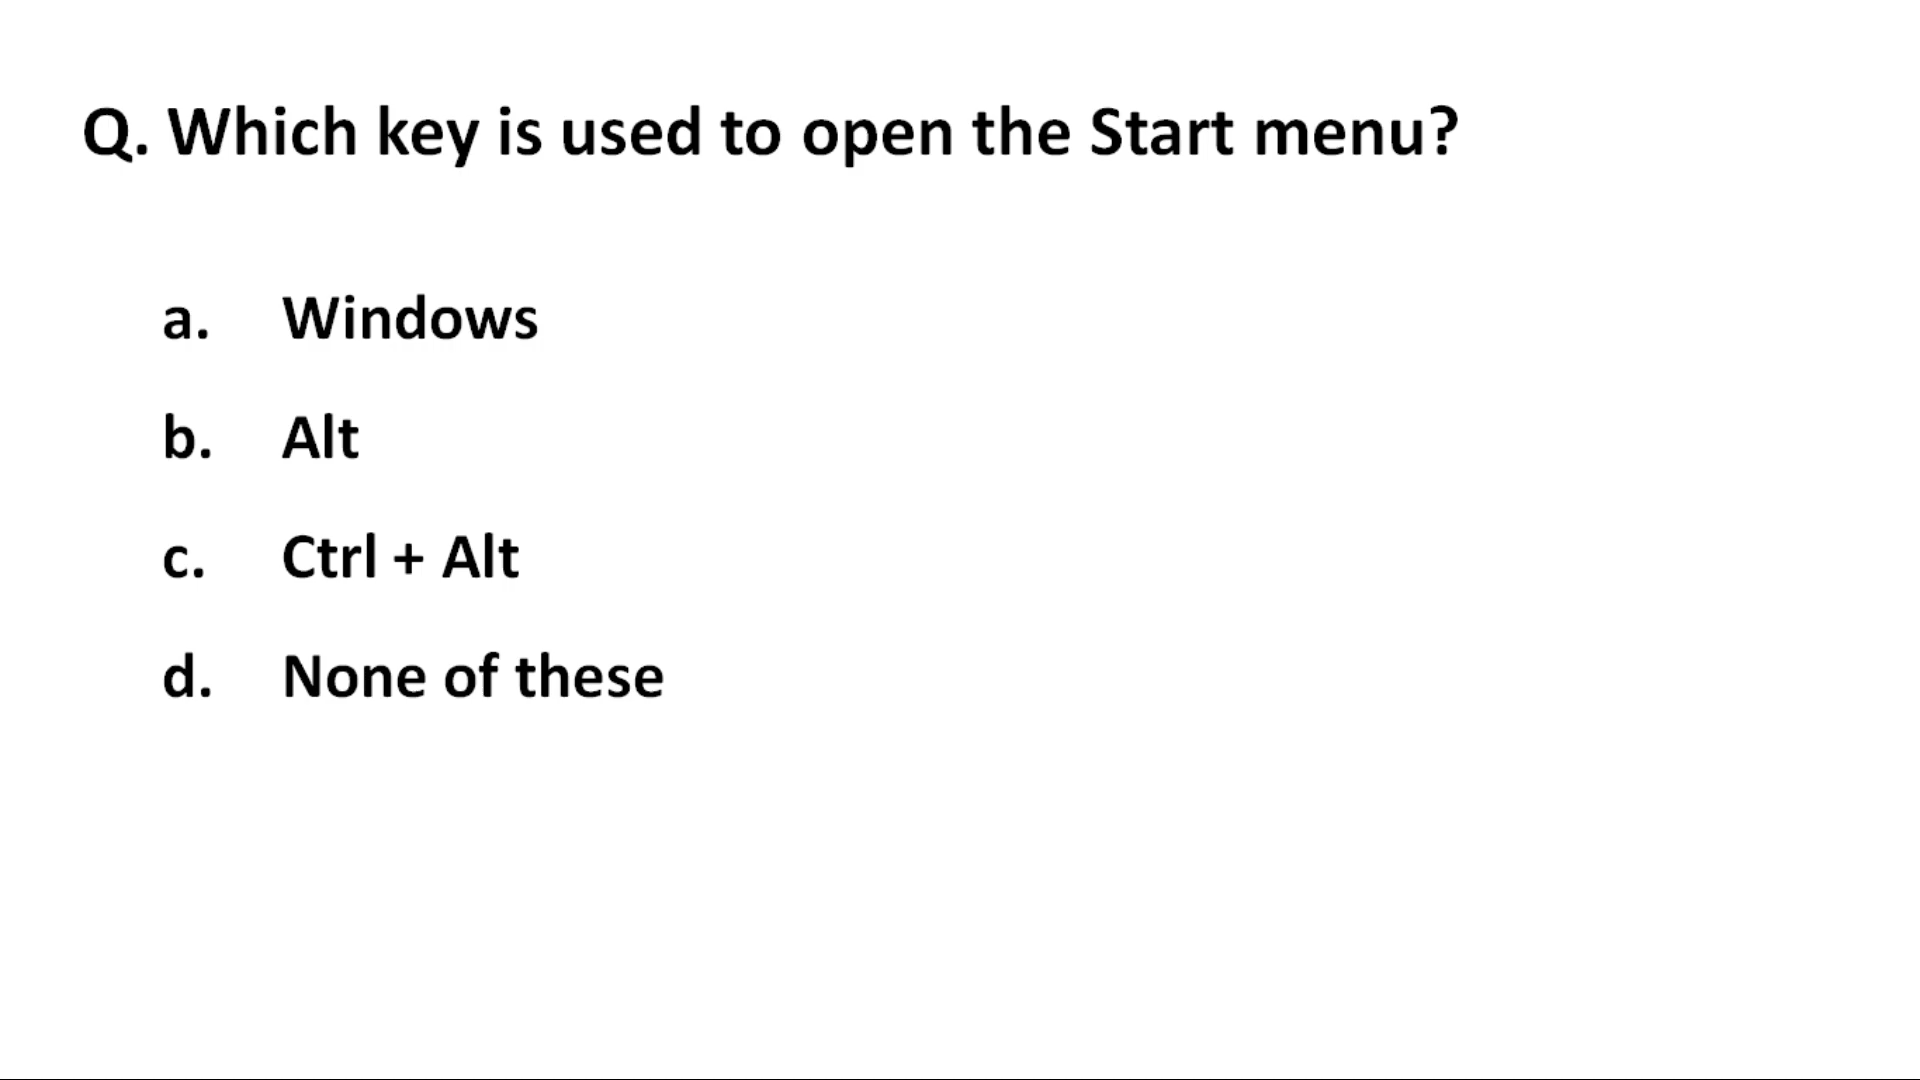 Q. Which key is used to open the Start menu?
a. Windows
b. Alt
c. Ctrl + Alt
d. None of these